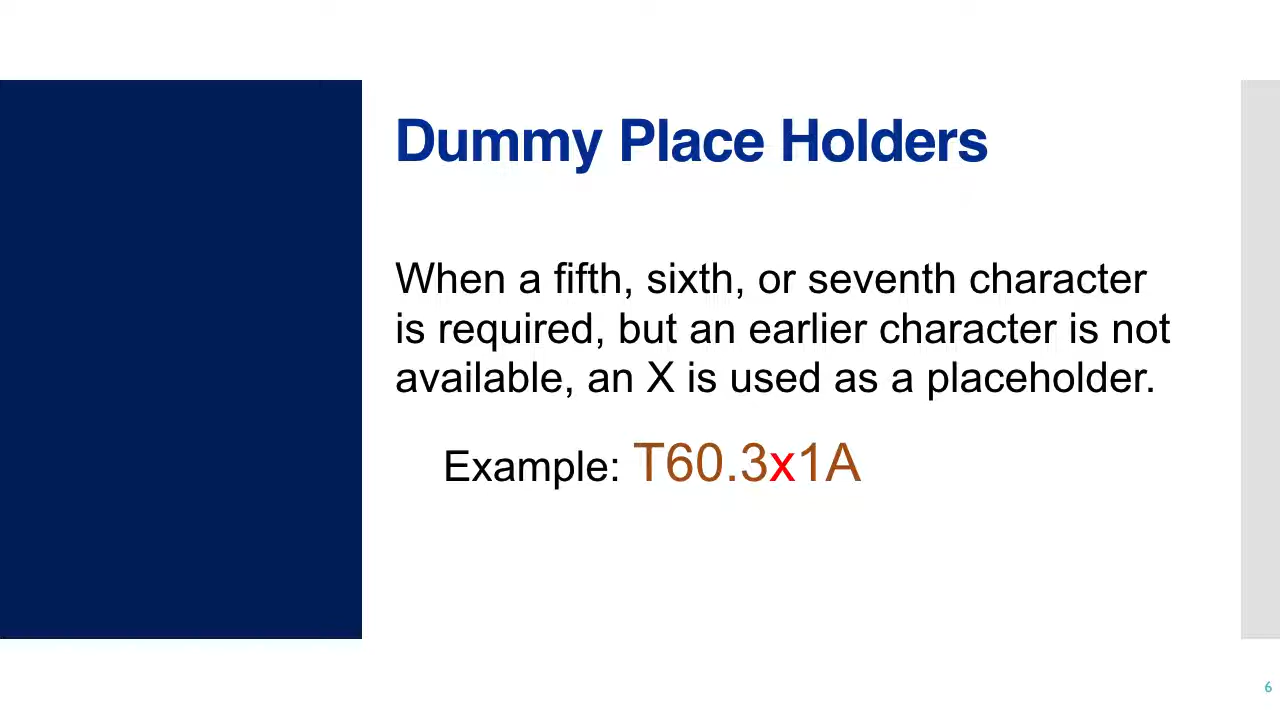 Dummy Place Holders
When a fifth, sixth, or seventh character
is required, but an earlier character is not
available, an X is used as a placeholder.
Example: T60.3x1A
6